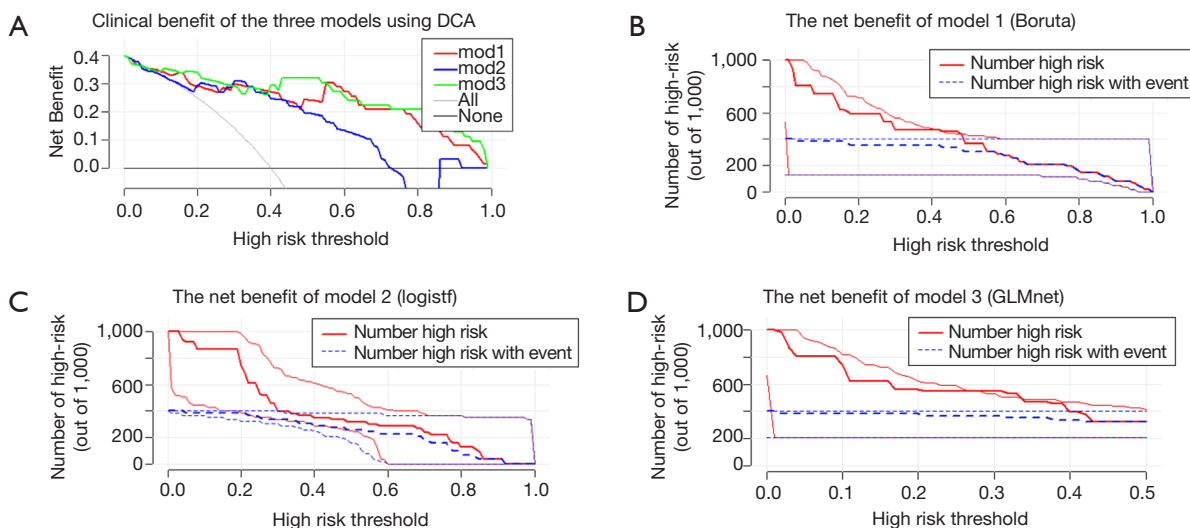 A
Clinical benefit of the three models using DCA
mod1
mod2
mod3
All
None
0.4
0.3
0.2
0.1
0.0
Net Benefit
0.0 0.2 0.4 0.6 0.8 1.0
High risk threshold
B
The net benefit of model 1 (Boruta)
Number high risk
Number high risk with event
1,000
600
200
0
Number of high-risk
(out of 1,000)
0.0 0.2 0.4 0.6 0.8 1.0
High risk threshold
C
The net benefit of model 2 (logistf)
Number high risk
Number high risk with event
1,000
600
200
0
Number of high-risk
(out of 1,000)
0.0 0.2 0.4 0.6 0.8 1.0
High risk threshold
D
The net benefit of model 3 (GLMnet)
Number high risk
Number high risk with event
1,000
600
200
0
Number of high-risk
(out of 1,000)
0.0 0.1 0.2 0.3 0.4 0.5
High risk threshold